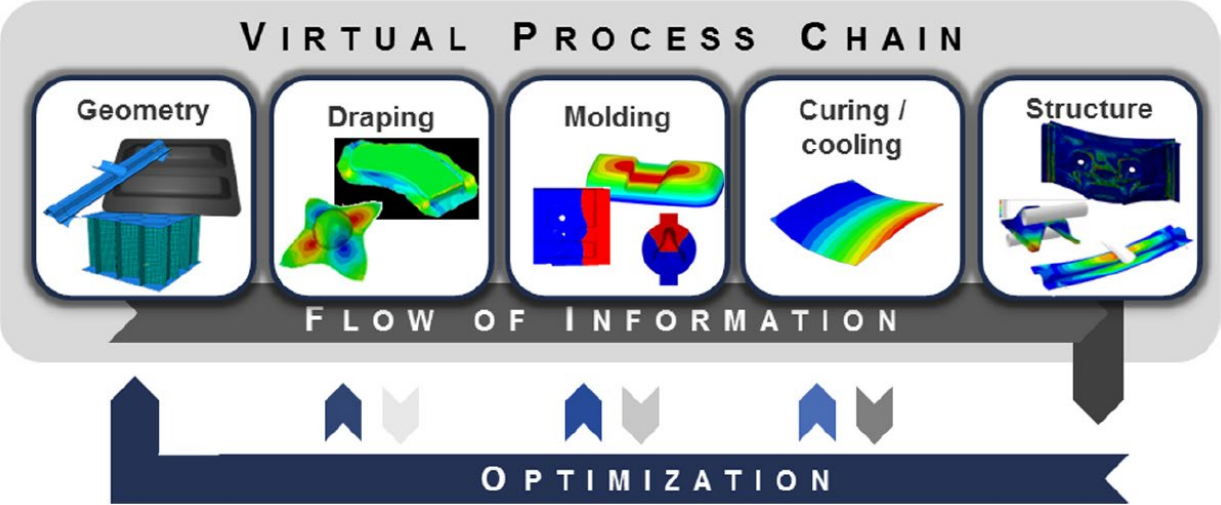 VIRTUAL PROCESS CHAIN
Geometry
Draping
Molding
Curing /
cooling
Structure
FLOW OF INFORMATION
OPTIMIZATION